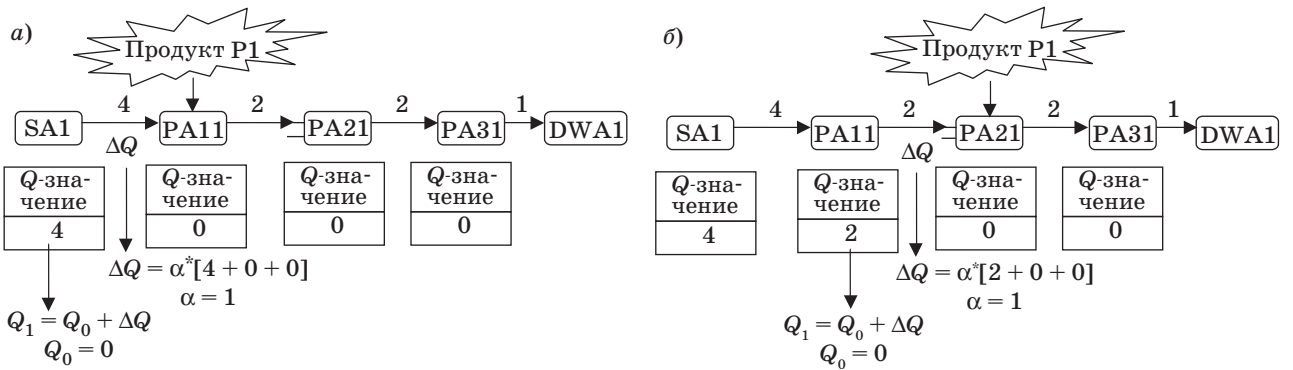 а)
Продукт P1
4
2
2
1
SA1
PA11
PA21
PA31
DWA1
ΔQ
Q-зна-
чение
4
Q-зна-
чение
0
Q-зна-
чение
0
Q-зна-
чение
0
ΔQ = α*[4 + 0 + 0]
α = 1
Q₁ = Q₀ + ΔQ
Q₀ = 0
б)
Продукт P1
4
2
2
1
SA1
PA11
PA21
PA31
DWA1
ΔQ
Q-зна-
чение
4
Q-зна-
чение
2
Q-зна-
чение
0
Q-зна-
чение
0
ΔQ = α*[2 + 0 + 0]
α = 1
Q₁ = Q₀ + ΔQ
Q₀ = 0